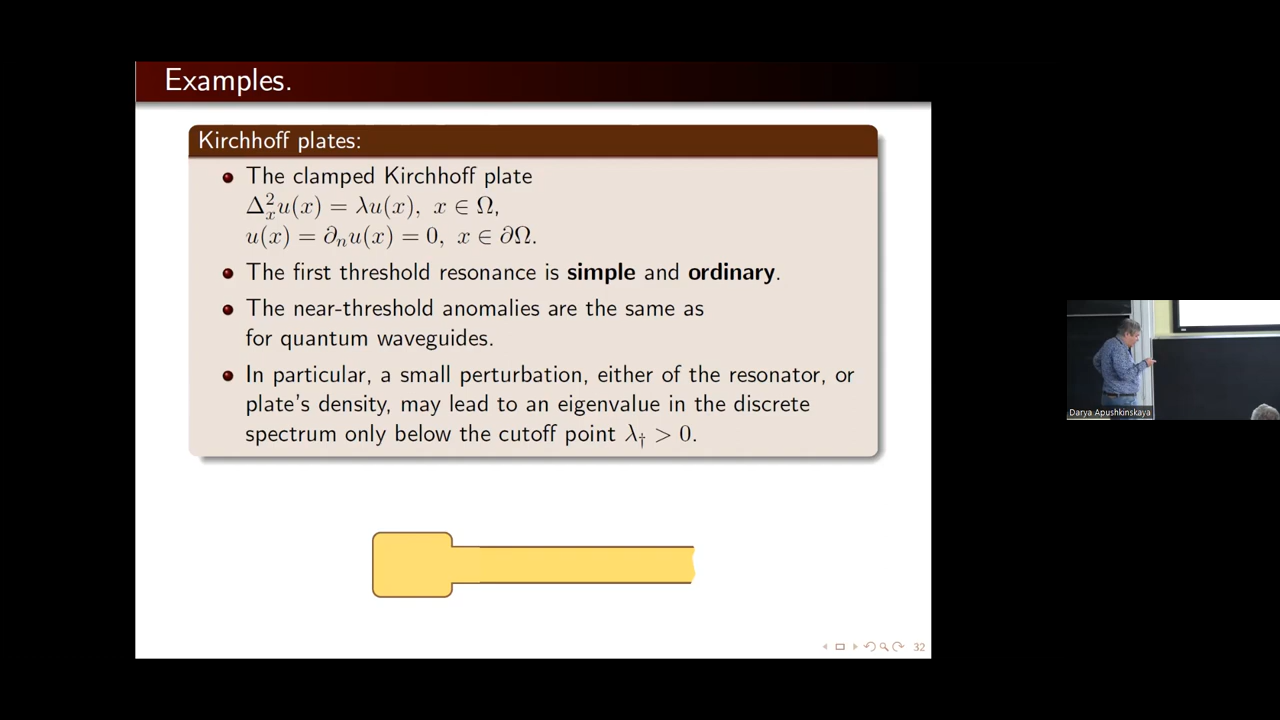 Examples.
Kirchhoff plates:
The clamped Kirchhoff plate
Δ²ₓu(x) = λu(x), x ∈ Ω,
u(x) = ∂ₙu(x) = 0, x ∈ ∂Ω.
The first threshold resonance is simple and ordinary.
The near-threshold anomalies are the same as
for quantum waveguides.
In particular, a small perturbation, either of the resonator, or
plate's density, may lead to an eigenvalue in the discrete
spectrum only below the cutoff point λ† > 0.
32
Darya Apushkinskaya